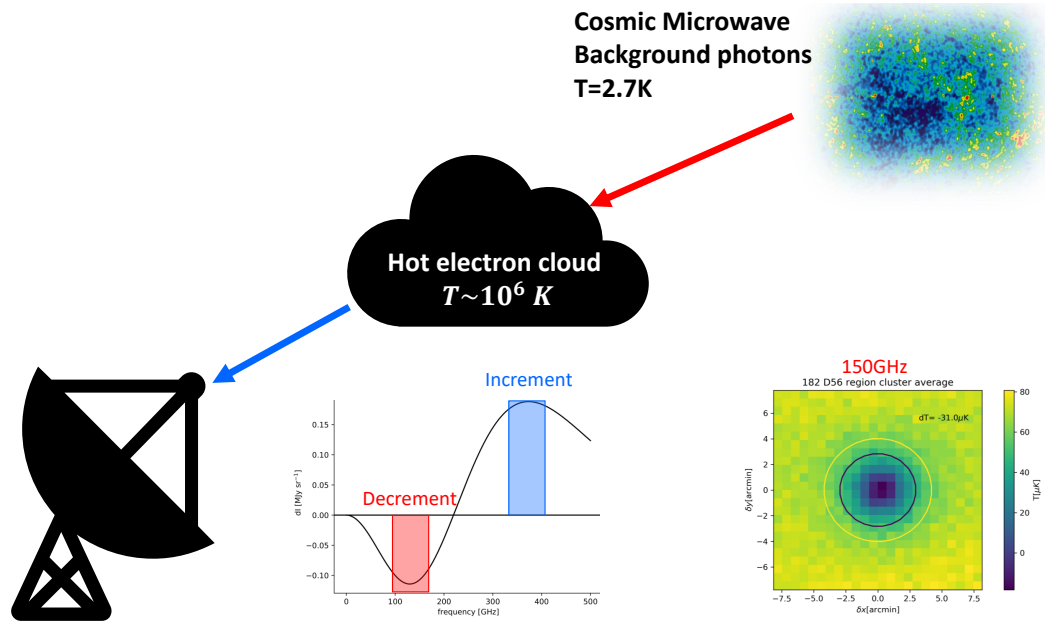 Cosmic Microwave
Background photons
T=2.7K
Hot electron cloud
T~10⁶ K
Increment
Decrement
0.15
0.10
0.05
0.00
−0.05
−0.10
dI [MJy sr⁻¹]
0
100
200
300
400
500
frequency [GHz]
150GHz
182 D56 region cluster average
dT= -31.0μK
6
4
2
0
−2
−4
−6
δy[arcmin]
−7.5
−5.0
−2.5
0.0
2.5
5.0
7.5
δx[arcmin]
80
60
40
20
0
T[μK]